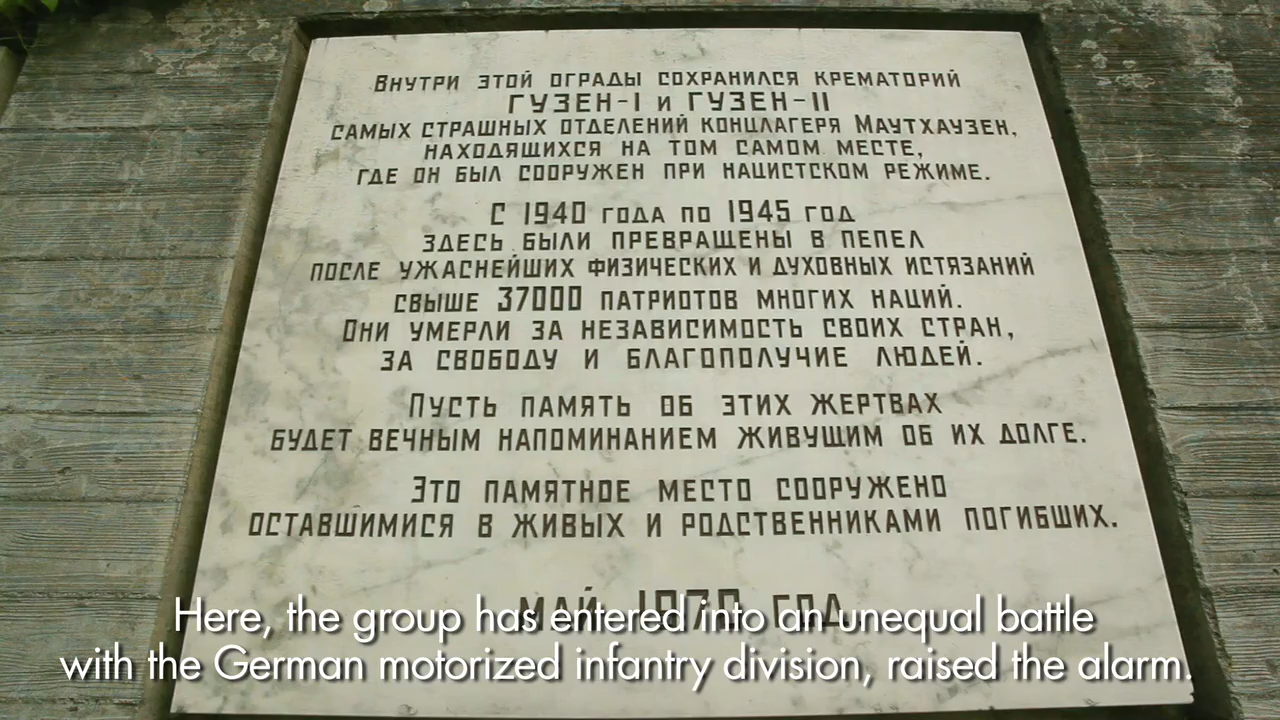 Внутри этой ограды сохранился крематорий
ГУЗЕН-I и ГУЗЕН-II
самых страшных отделений концлагеря Маутхаузен,
находящихся на том самом месте,
где он был сооружен при нацистском режиме.
С 1940 года по 1945 год
здесь были превращены в пепел
после ужаснейших физических и духовных истязаний
свыше 37000 патриотов многих наций.
Они умерли за независимость своих стран,
за свободу и благополучие людей.
Пусть память об этих жертвах
будет вечным напоминанием живущим об их долге.
Это памятное место сооружено
оставшимися в живых и родственниками погибших.
май 1970 год
Here, the group has entered into an unequal battle
with the German motorized infantry division, raised the alarm.